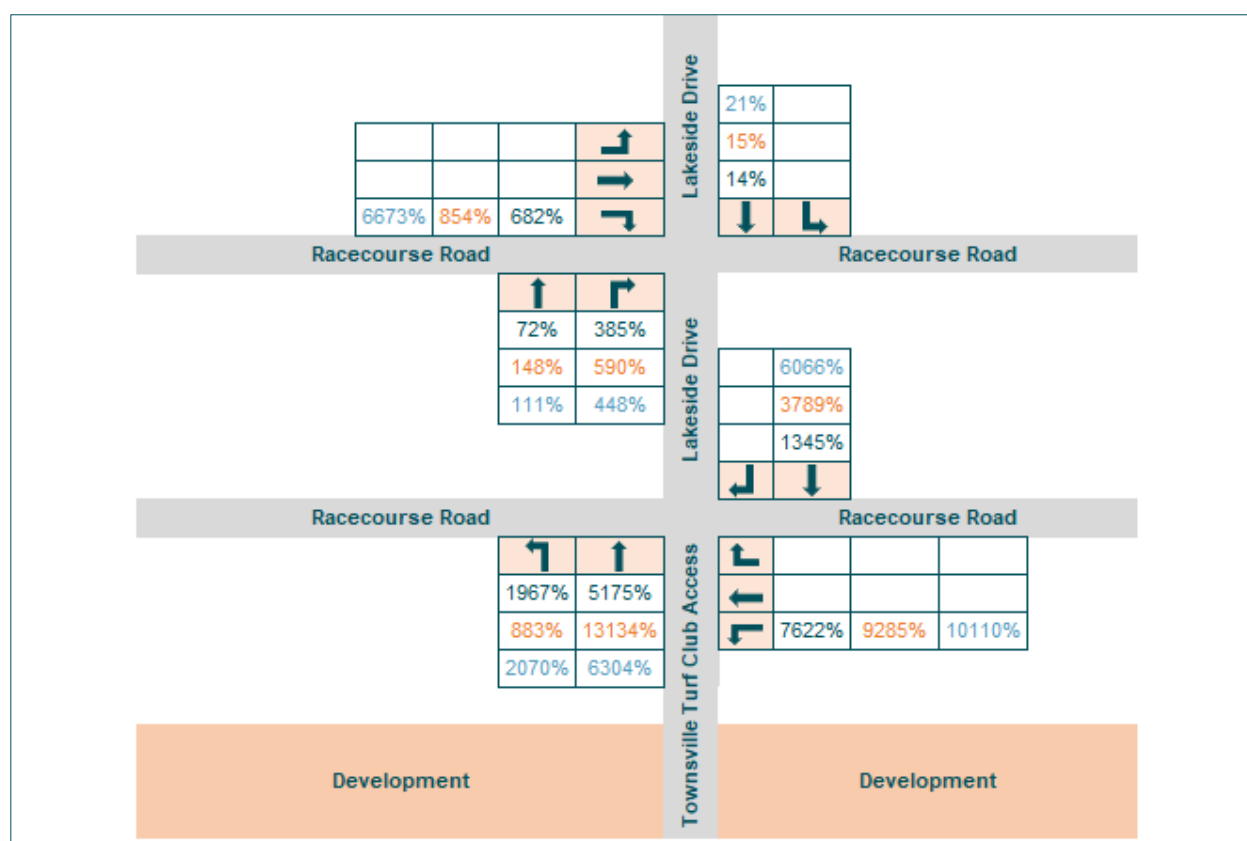 Lakeside Drive
21%
15%
14%
6673% 854% 682%
Racecourse Road Racecourse Road
72% 385%
148% 590%
111% 448%
Lakeside Drive
6066%
3789%
1345%
Racecourse Road Racecourse Road
1967% 5175%
883% 13134%
2070% 6304%
Townsville Turf Club Access
7622% 9285% 10110%
Development Development